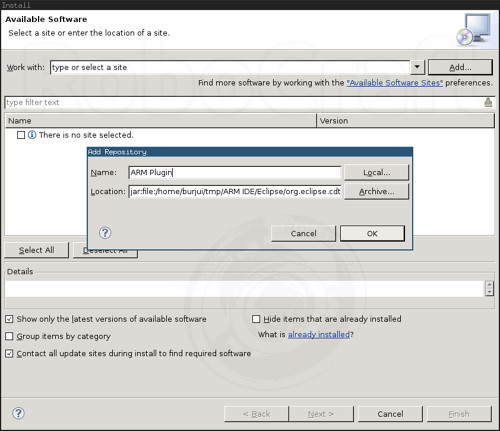 Install
Available Software
Select a site or enter the location of a site.
Work with: type or select a site Add...
Find more software by working with the "Available Software Sites" preferences.
type filter text
Name Version
There is no site selected.
Add Repository
Name: ARM Plugin Local...
Location: jar:file:/home/burjui/tmp/ARM IDE/Eclipse/org.eclipse.cdt Archive...
? Cancel OK
Select All Deselect All
Details
Show only the latest versions of available software Hide items that are already installed
Group items by category What is already installed?
Contact all update sites during install to find required software
? < Back Next > Cancel Finish